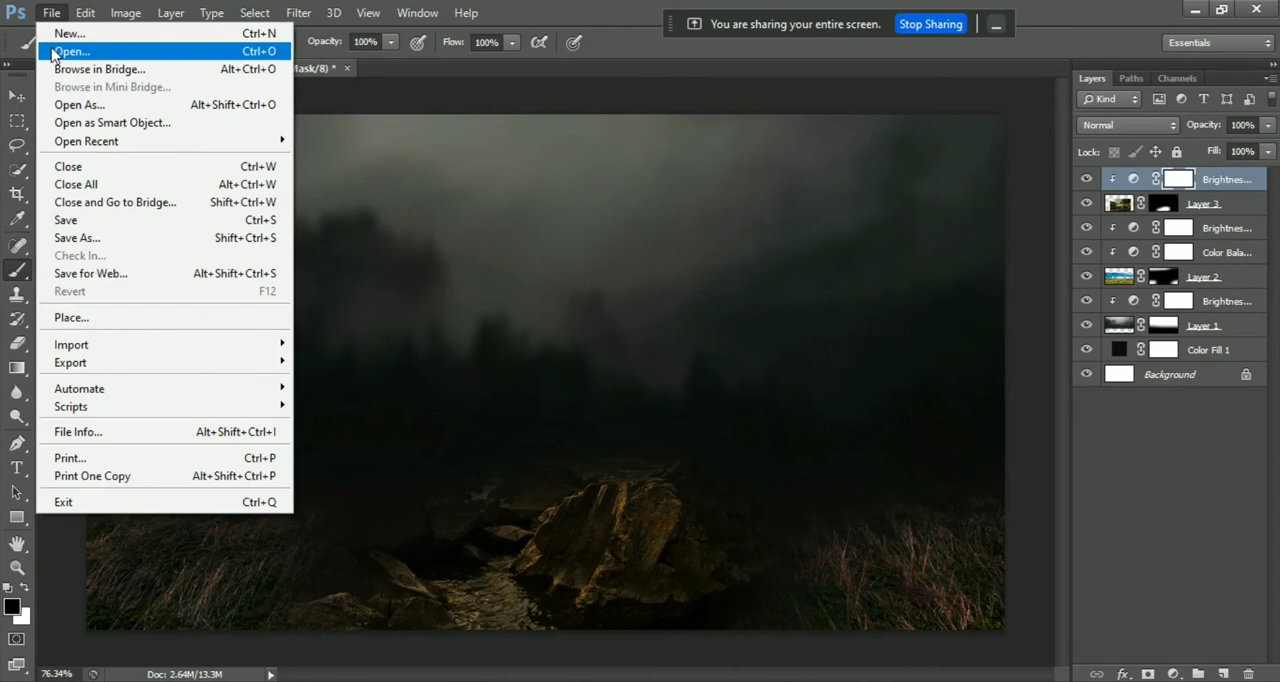 Ps File Edit Image Layer Type Select Filter 3D View Window Help
You are sharing your entire screen. Stop Sharing
Opacity: 100% Flow: 100% Essentials
Mask/8) * ×
New... Ctrl+N
Open... Ctrl+O
Browse in Bridge... Alt+Ctrl+O
Browse in Mini Bridge...
Open As... Alt+Shift+Ctrl+O
Open as Smart Object...
Open Recent
Close Ctrl+W
Close All Alt+Ctrl+W
Close and Go to Bridge... Shift+Ctrl+W
Save Ctrl+S
Save As... Shift+Ctrl+S
Check In...
Save for Web... Alt+Shift+Ctrl+S
Revert F12
Place...
Import
Export
Automate
Scripts
File Info... Alt+Shift+Ctrl+I
Print... Ctrl+P
Print One Copy Alt+Shift+Ctrl+P
Exit Ctrl+Q
Layers Paths Channels
Kind
Normal Opacity: 100%
Lock: Fill: 100%
Brightnes...
Layer 3
Brightnes...
Color Bala...
Layer 2
Brightnes...
Layer 1
Color Fill 1
Background
76.34% Doc: 2.64M/13.3M